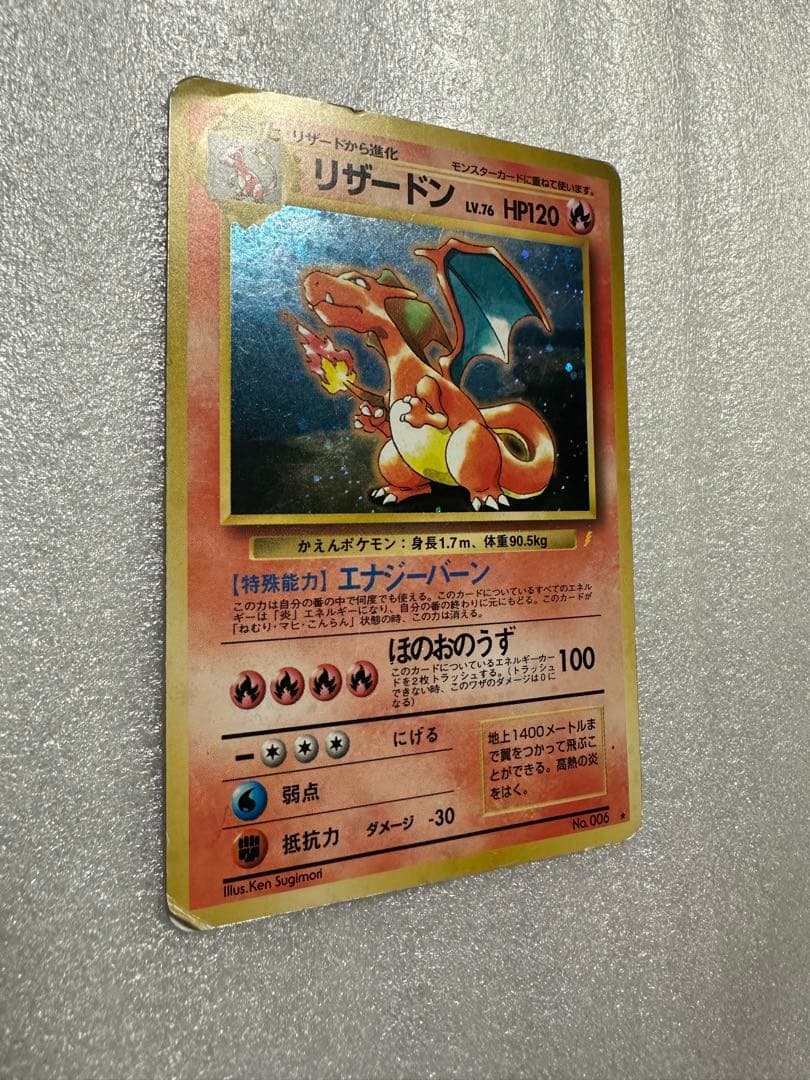 リザードから進化
モンスターカードに重ねて使います。
リザードン LV.76 HP120
かえんポケモン：身長1.7m、体重90.5kg
【特殊能力】エナジーバーン
この力は自分の番の中で何度でも使える。このカードについているすべてのエネル
ギーは「炎」エネルギーになり、自分の番の終わりに元にもどる。このカードが
「ねむり・マヒ・こんらん」状態の時、この力は消える。
ほのおのうず
このカードについているエネルギーカー
ドを2枚トラッシュする。（トラッシュ
できない時、このワザのダメージは0に
なる）
100
にげる
弱点
抵抗力 ダメージ -30
地上1400メートルま
で翼をつかって飛ぶこ
とができる。高熱の炎
をはく。
No. 006 ★
Illus.Ken Sugimori